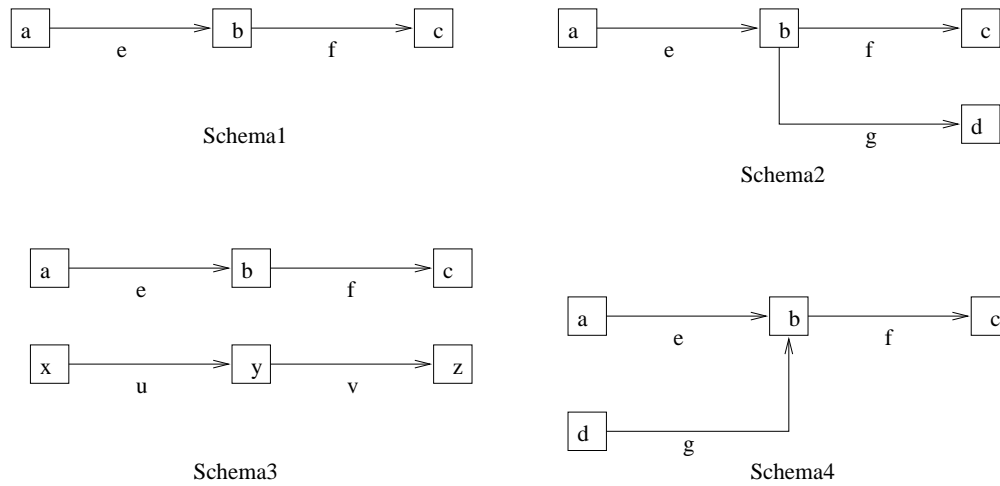 a b c
e f
Schema1
a b c
e f
d
g
Schema2
a b c
e f
x y z
u v
Schema3
a b c
e f
d
g
Schema4